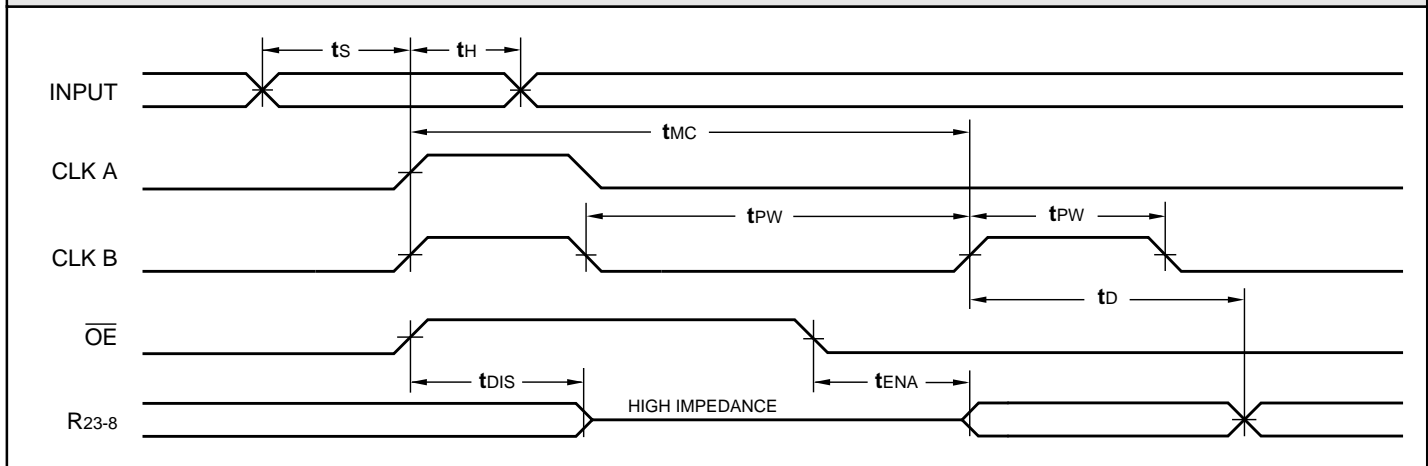 tS tH
INPUT
tMC
CLK A
tPW tPW
CLK B
tD
OE
tDIS tENA
HIGH IMPEDANCE
R23-8